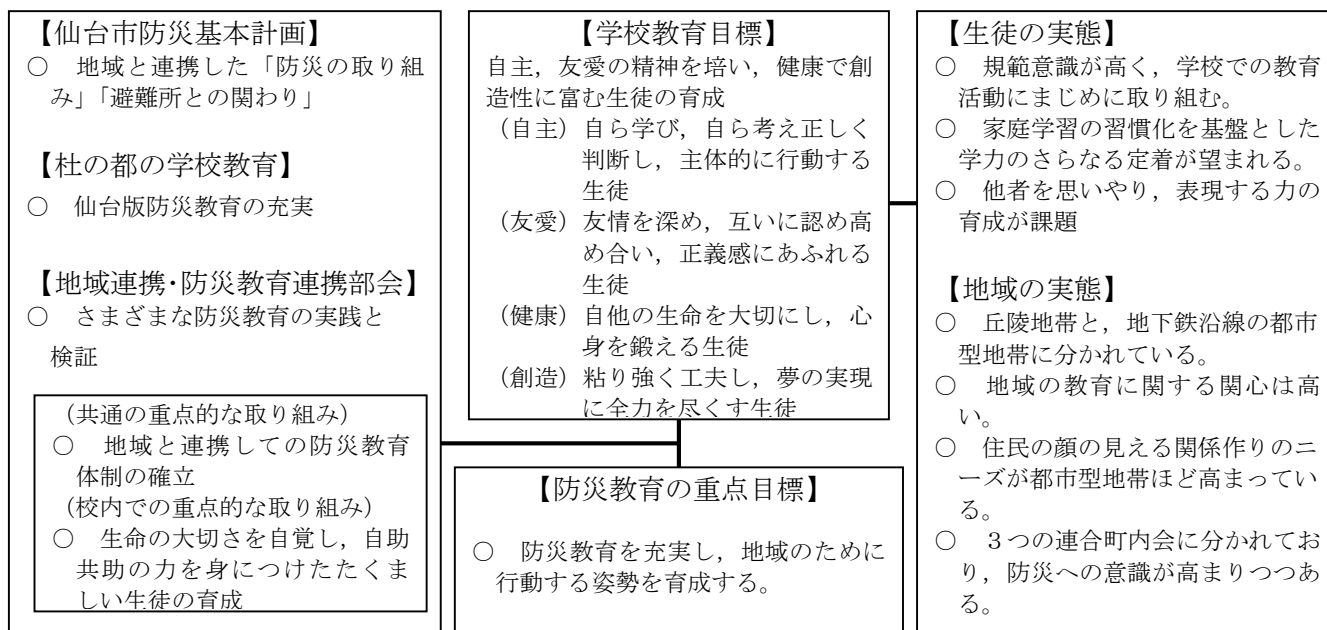 【仙台市防災基本計画】
○　地域と連携した「防災の取り組
み」「避難所との関わり」
【杜の都の学校教育】
○　仙台版防災教育の充実
【地域連携・防災教育連携部会】
○　さまざまな防災教育の実践と
検証
（共通の重点的な取り組み）
○　地域と連携しての防災教育
体制の確立
（校内での重点的な取り組み）
○　生命の大切さを自覚し，自助
共助の力を身につけたたくま
しい生徒の育成
【学校教育目標】
自主，友愛の精神を培い，健康で創
造性に富む生徒の育成
（自主）自ら学び，自ら考え正しく
判断し，主体的に行動する
生徒
（友愛）友情を深め，互いに認め高
め合い，正義感にあふれる
生徒
（健康）自他の生命を大切にし，心
身を鍛える生徒
（創造）粘り強く工夫し，夢の実現
に全力を尽くす生徒
【防災教育の重点目標】
○　防災教育を充実し，地域のために
行動する姿勢を育成する。
【生徒の実態】
○　規範意識が高く，学校での教育
活動にまじめに取り組む。
○　家庭学習の習慣化を基盤とした
学力のさらなる定着が望まれる。
○　他者を思いやり，表現する力の
育成が課題
【地域の実態】
○　丘陵地帯と，地下鉄沿線の都市
型地帯に分かれている。
○　地域の教育に関する関心は高
い。
○　住民の顔の見える関係作りのニ
ーズが都市型地帯ほど高まってい
る。
○　３つの連合町内会に分かれてお
り，防災への意識が高まりつつあ
る。